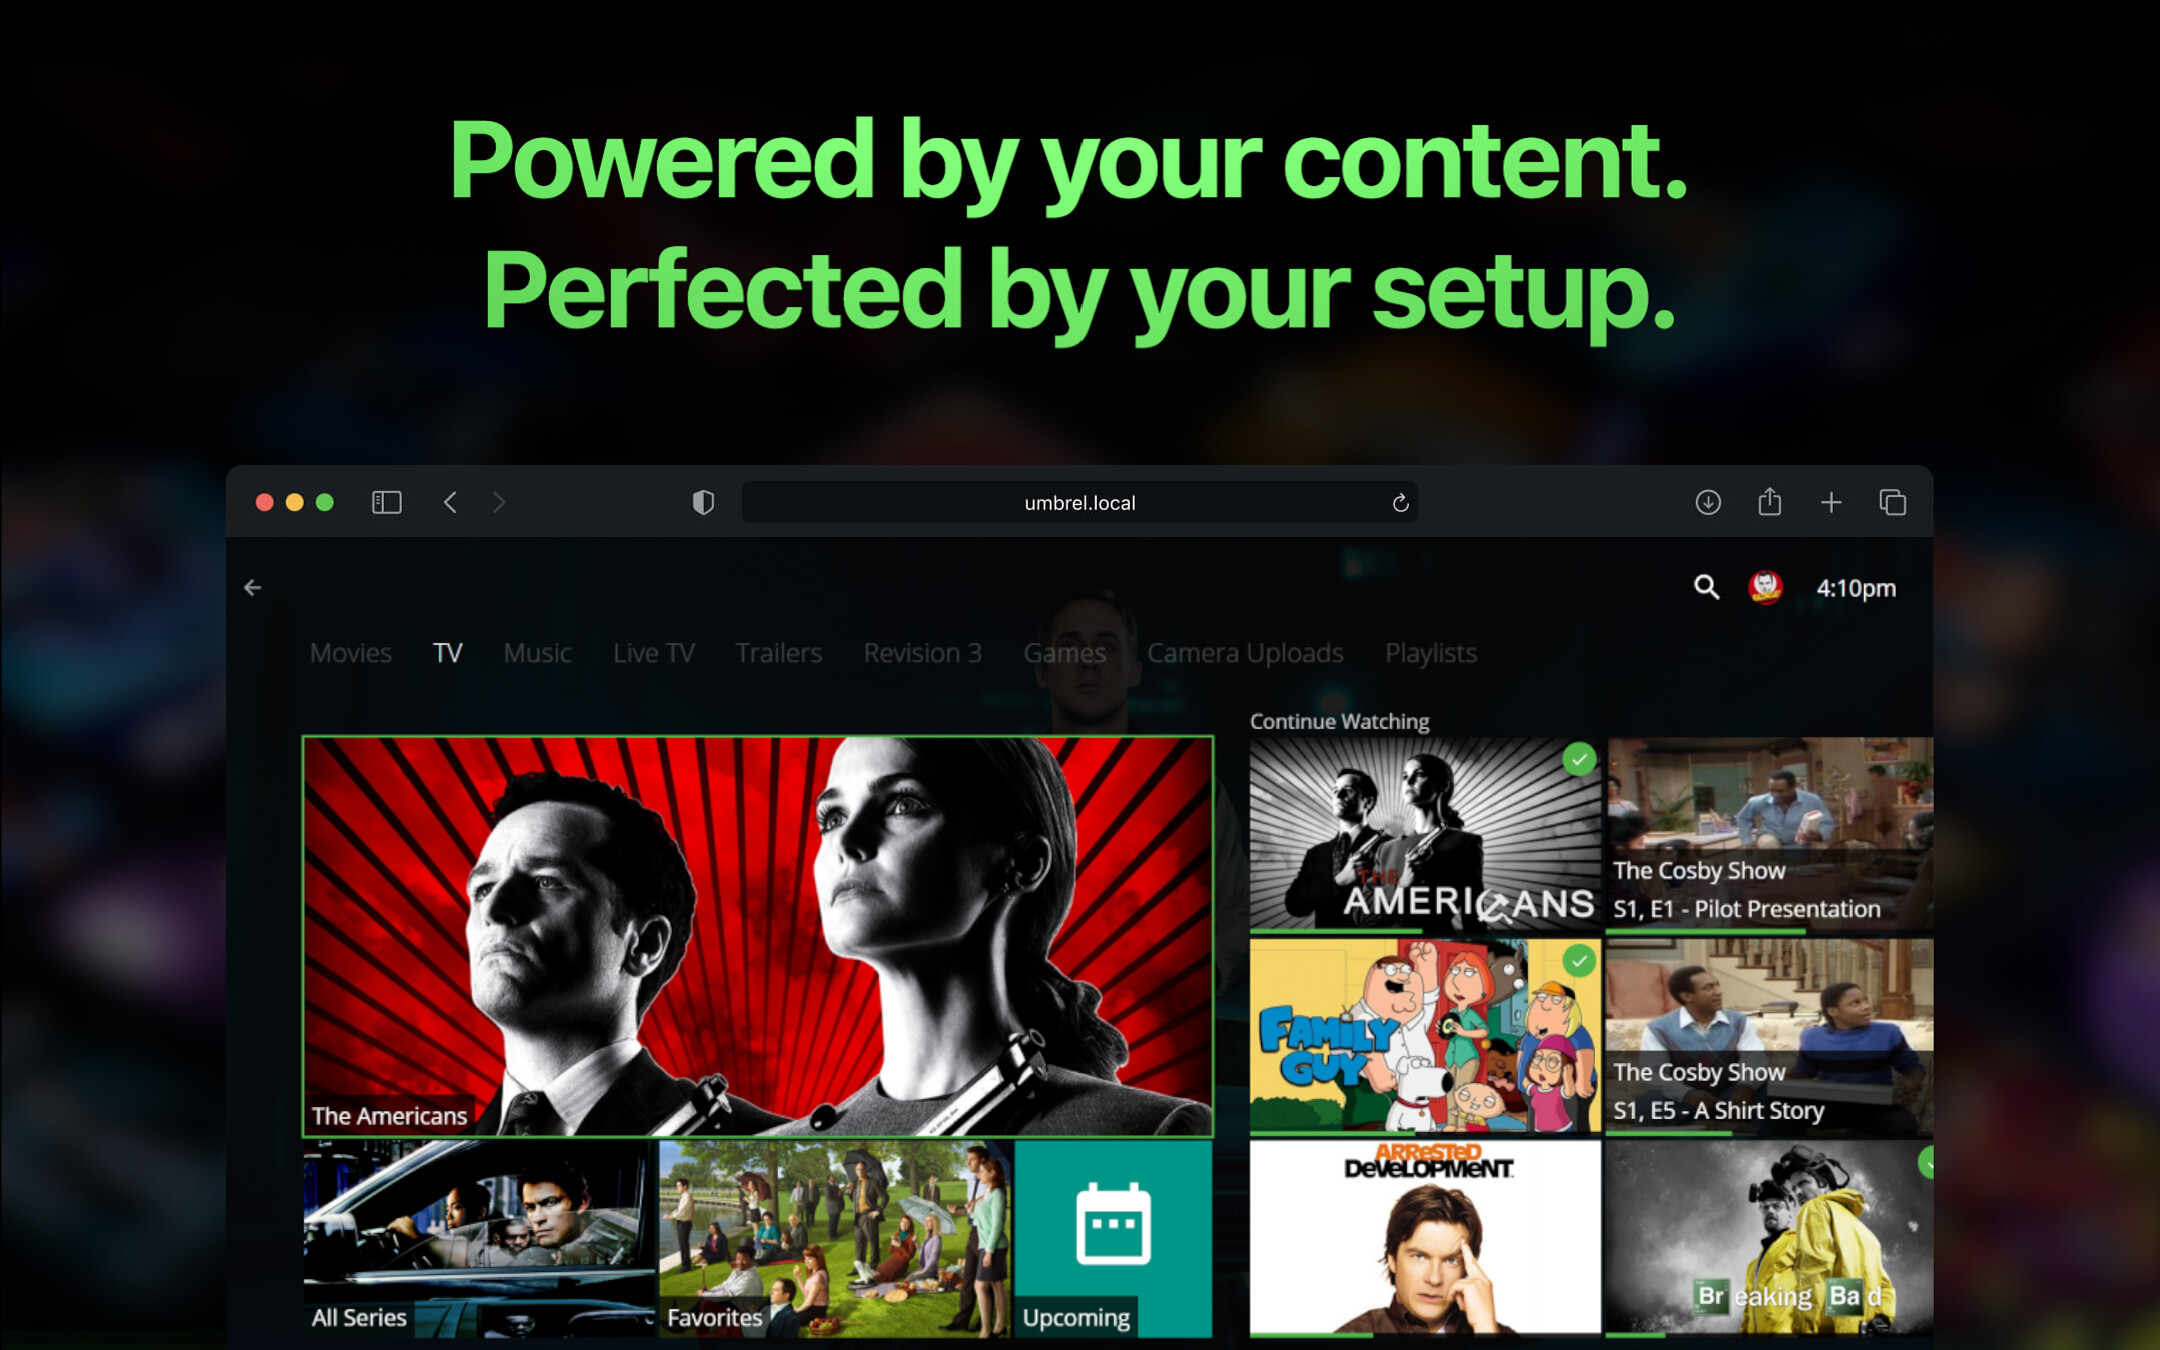 Powered by your content.
Perfected by your setup.
umbrel.local
4:10pm
Movies TV Music Live TV Trailers Revision 3 Games Camera Uploads Playlists
Continue Watching
The Americans
THE
AMERICANS
The Cosby Show
S1, E1 - Pilot Presentation
FAMILY
GUY
The Cosby Show
S1, E5 - A Shirt Story
All Series
Favorites
Upcoming
ARReSTeD
DeVeLOPMeNT.
Breaking Bad